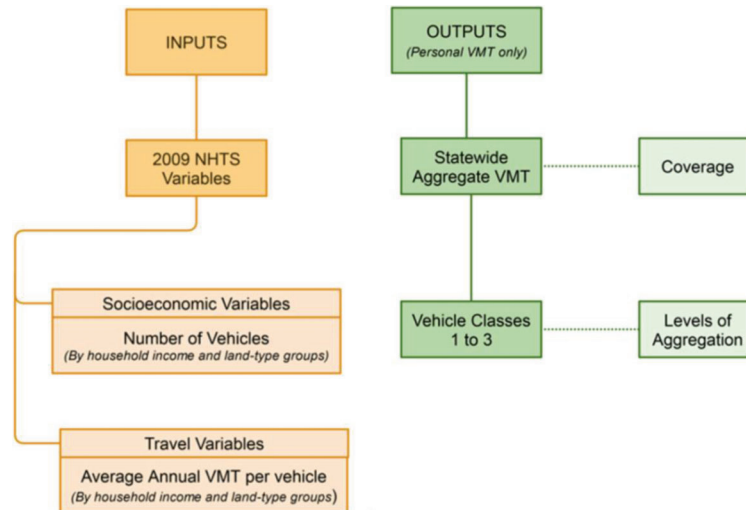 INPUTS
2009 NHTS
Variables
Socioeconomic Variables
Number of Vehicles
(By household income and land-type groups)
Travel Variables
Average Annual VMT per vehicle
(By household income and land-type groups)
OUTPUTS
(Personal VMT only)
Statewide
Aggregate VMT
Coverage
Vehicle Classes
1 to 3
Levels of
Aggregation